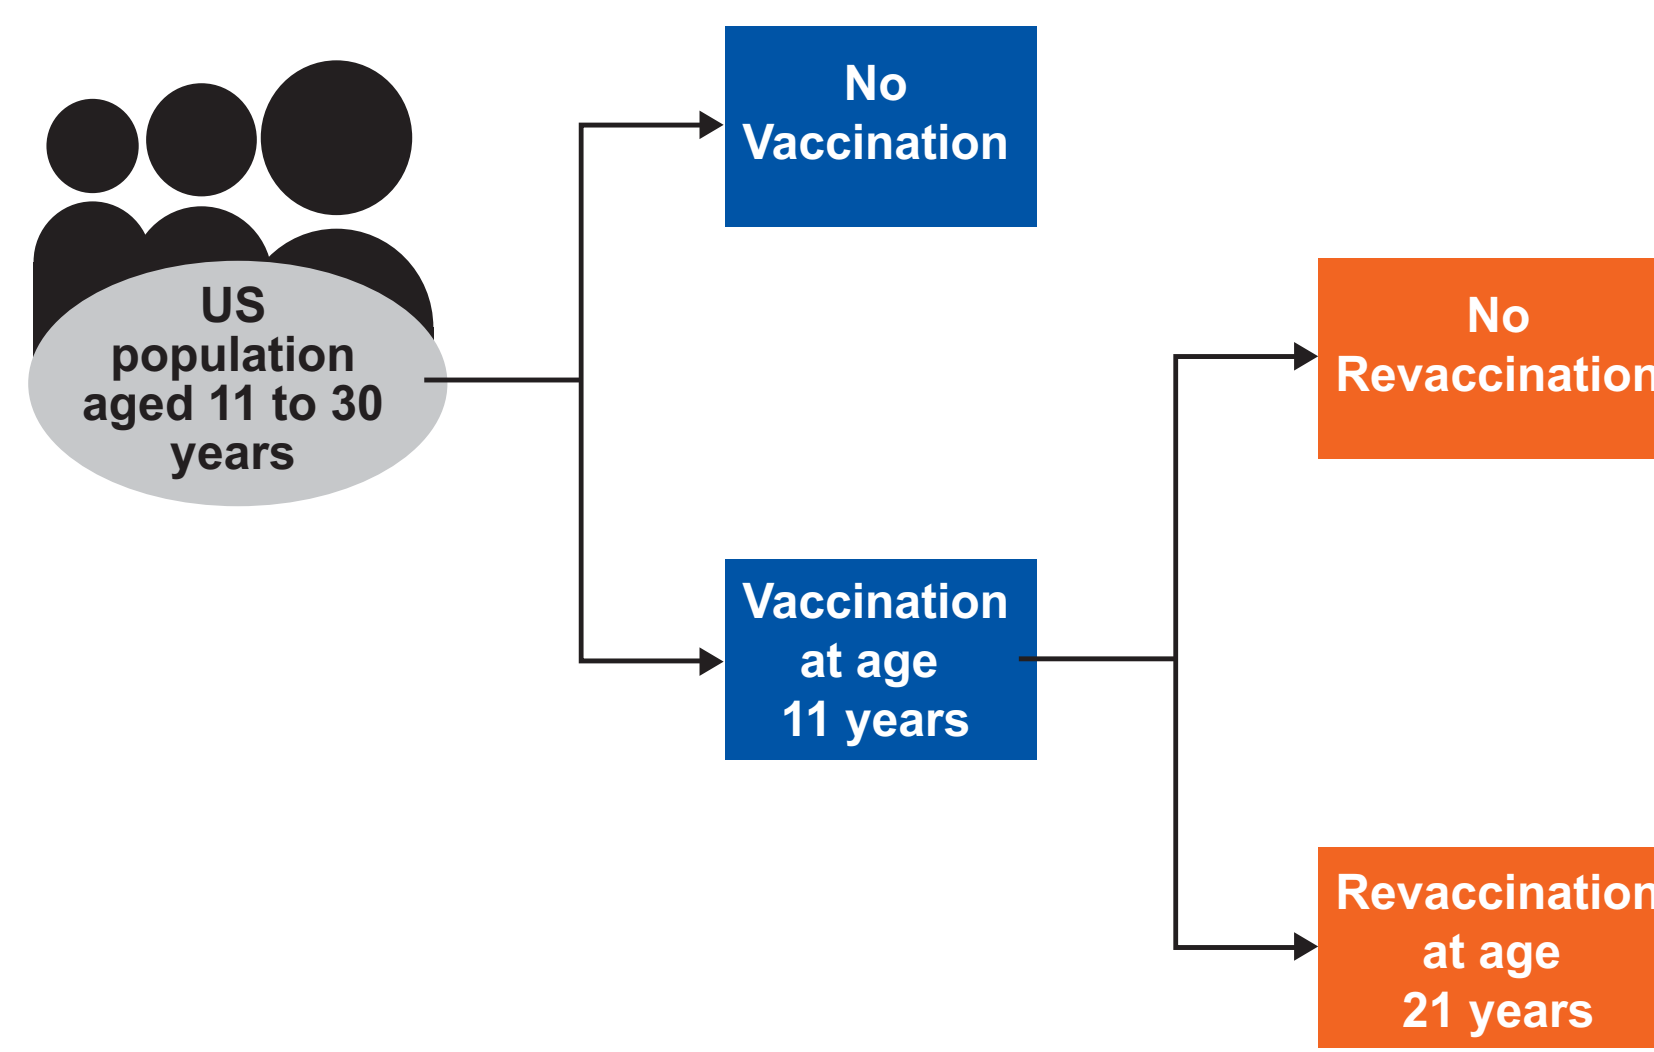 No
Vaccination
US
population
aged 11 to 30
years
No
Revaccination
Vaccination
at age
11 years
Revaccination
at age
21 years